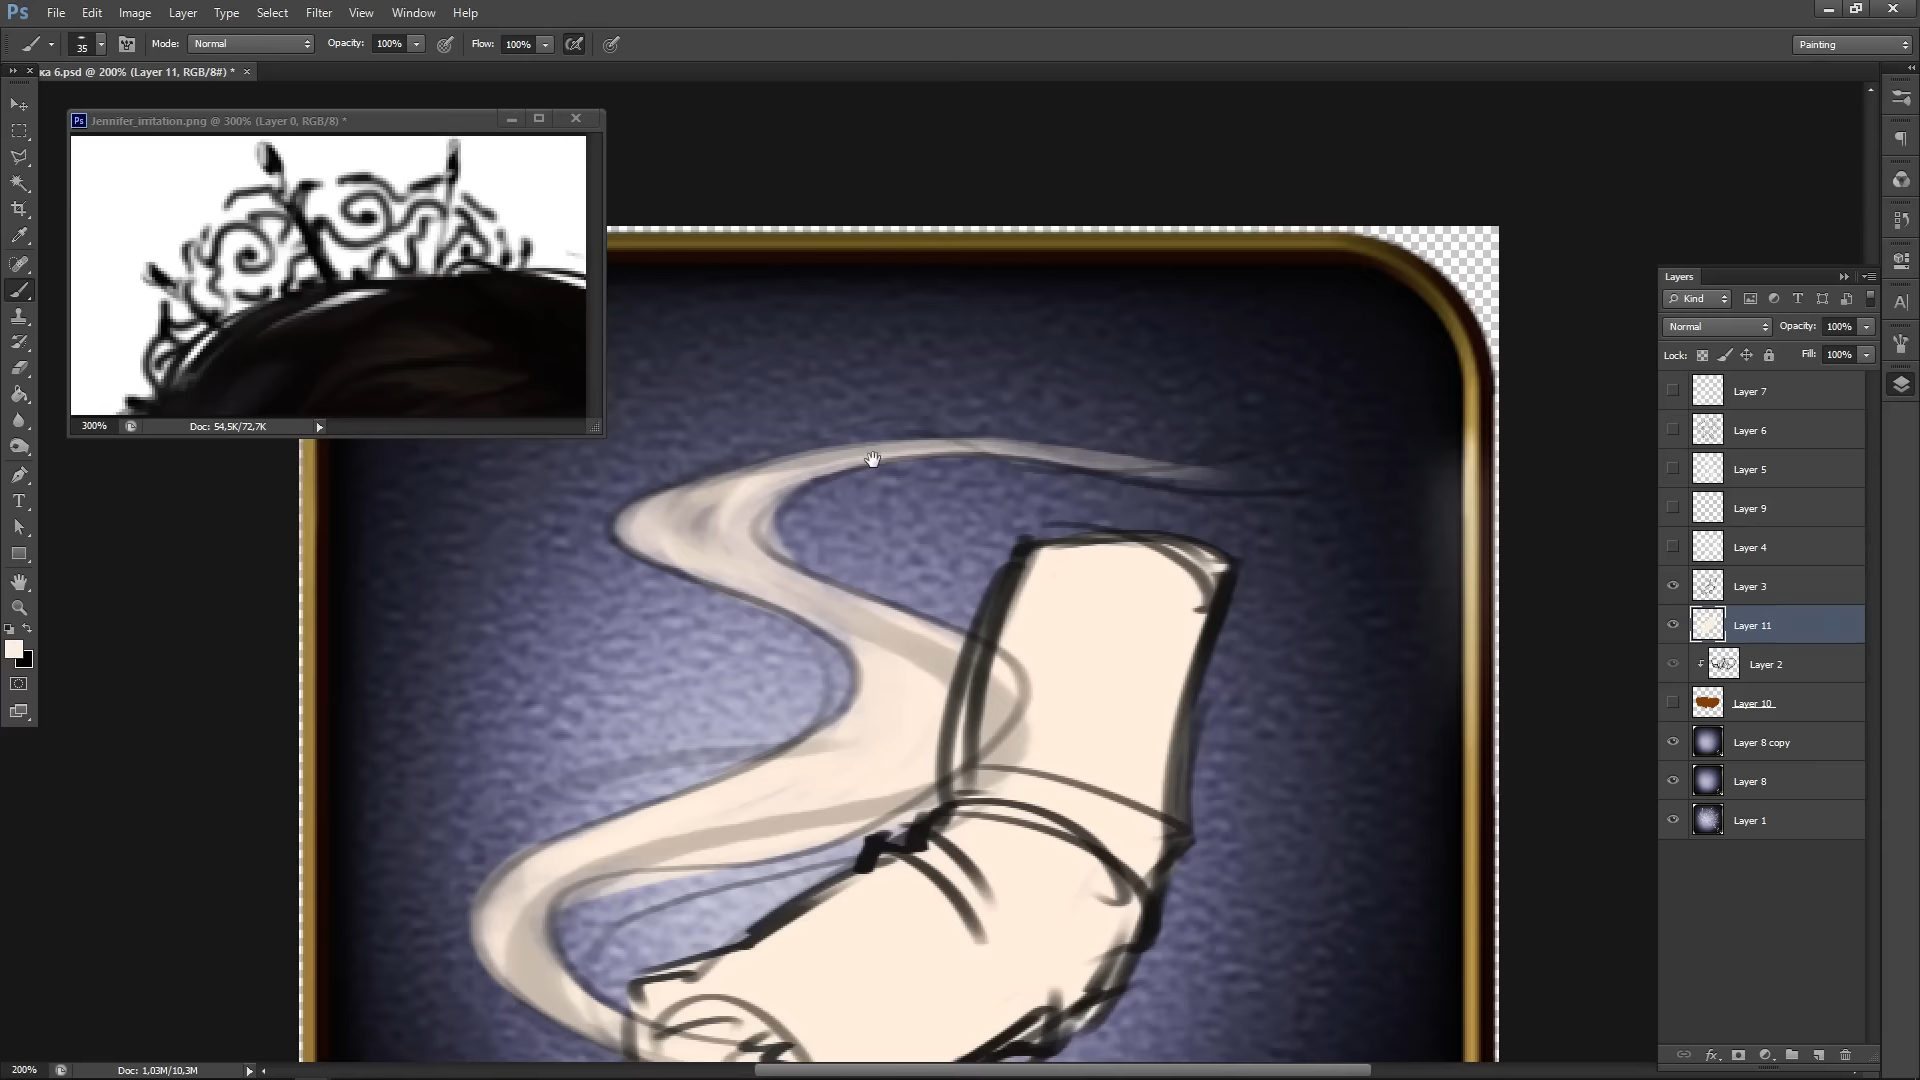 Ps File Edit Image Layer Type Select Filter View Window Help
35 Mode: Normal Opacity: 100% Flow: 100% Painting
ка 6.psd @ 200% (Layer 11, RGB/8#) * ×
Ps Jennifer_irritation.png @ 300% (Layer 0, RGB/8) *
300% Doc: 54,5K/72,7K
Layers
Kind T
Normal Opacity: 100%
Lock: Fill: 100%
Layer 7
Layer 6
Layer 5
Layer 9
Layer 4
Layer 3
Layer 11
Layer 2
Layer 10
Layer 8 copy
Layer 8
Layer 1
fx
200% Doc: 1,03M/10,3M